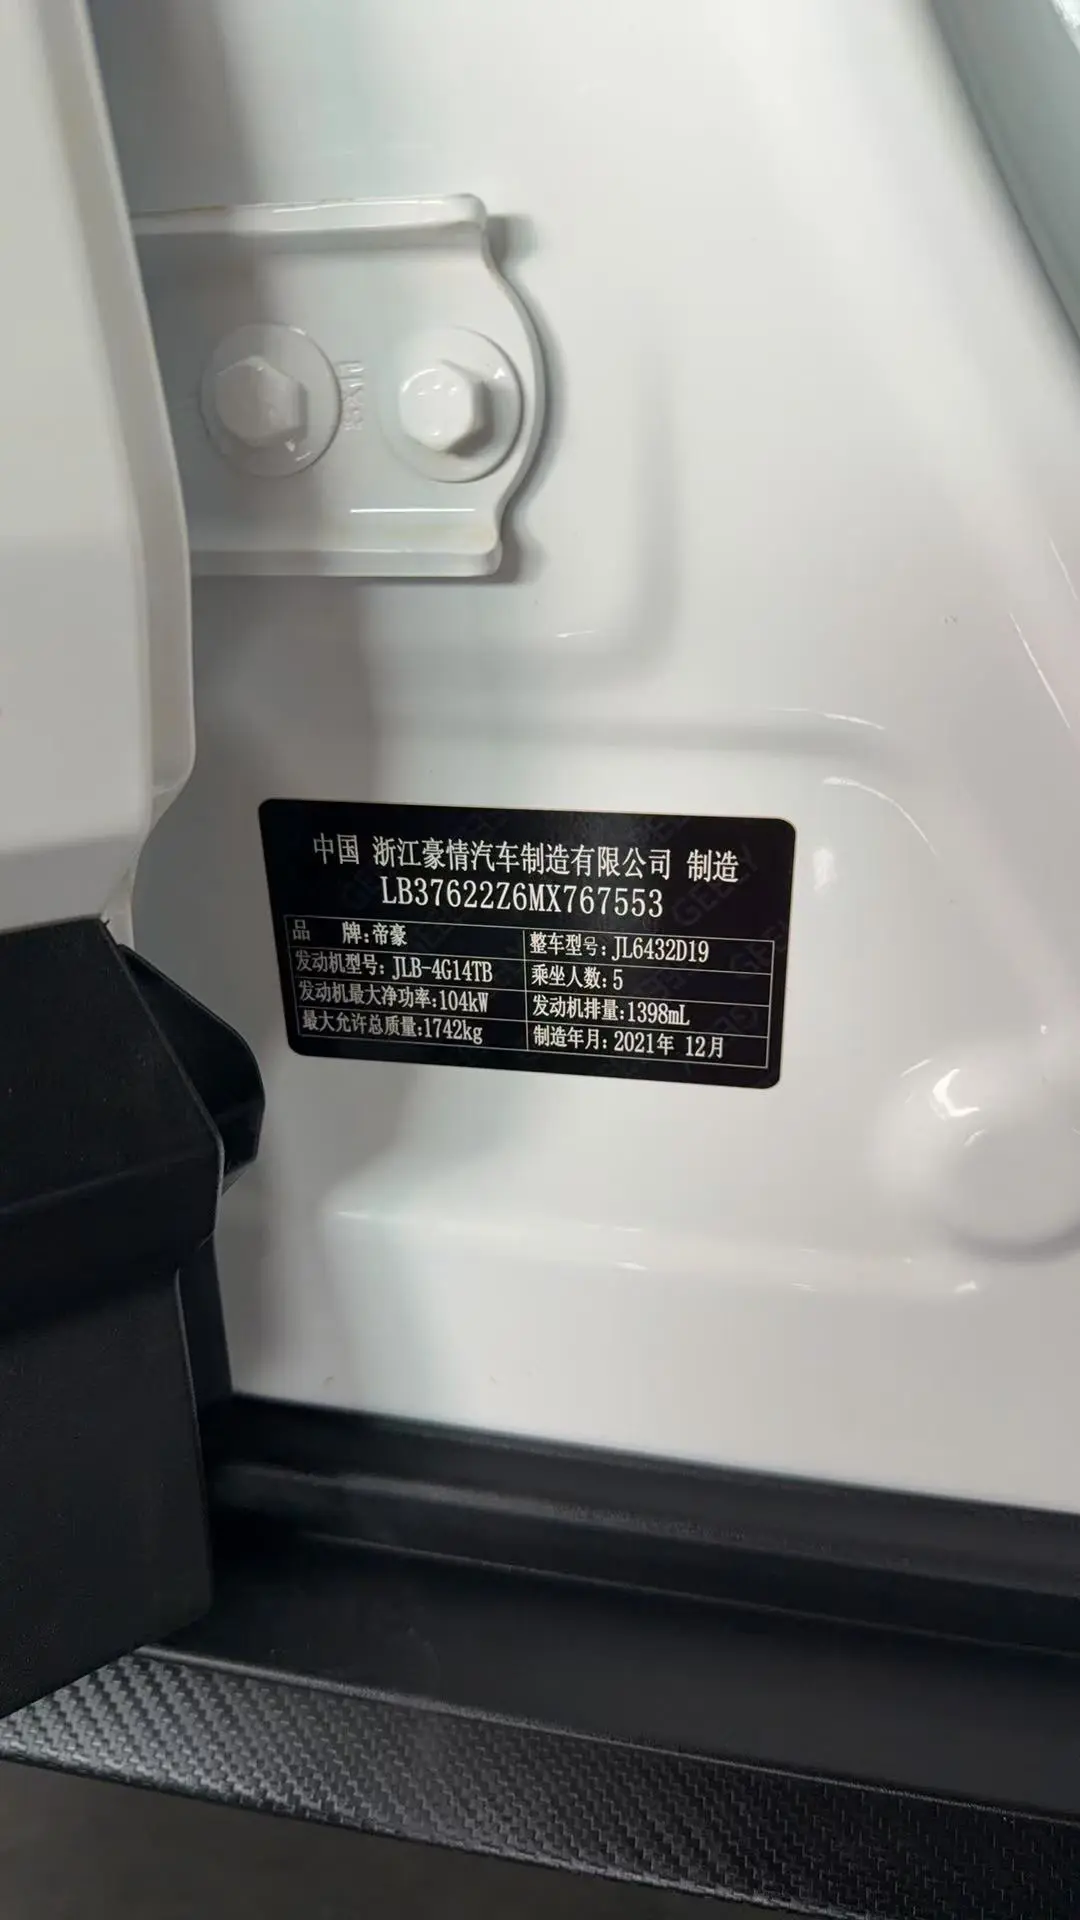 中国 浙江豪情汽车制造有限公司 制造
LB37622Z6MX767553
品 牌:帝豪 整车型号:JL6432D19
发动机型号:JLB-4G14TB 乘坐人数:5
发动机最大净功率:104kW 发动机排量:1398mL
最大允许总质量:1742kg 制造年月:2021年 12月